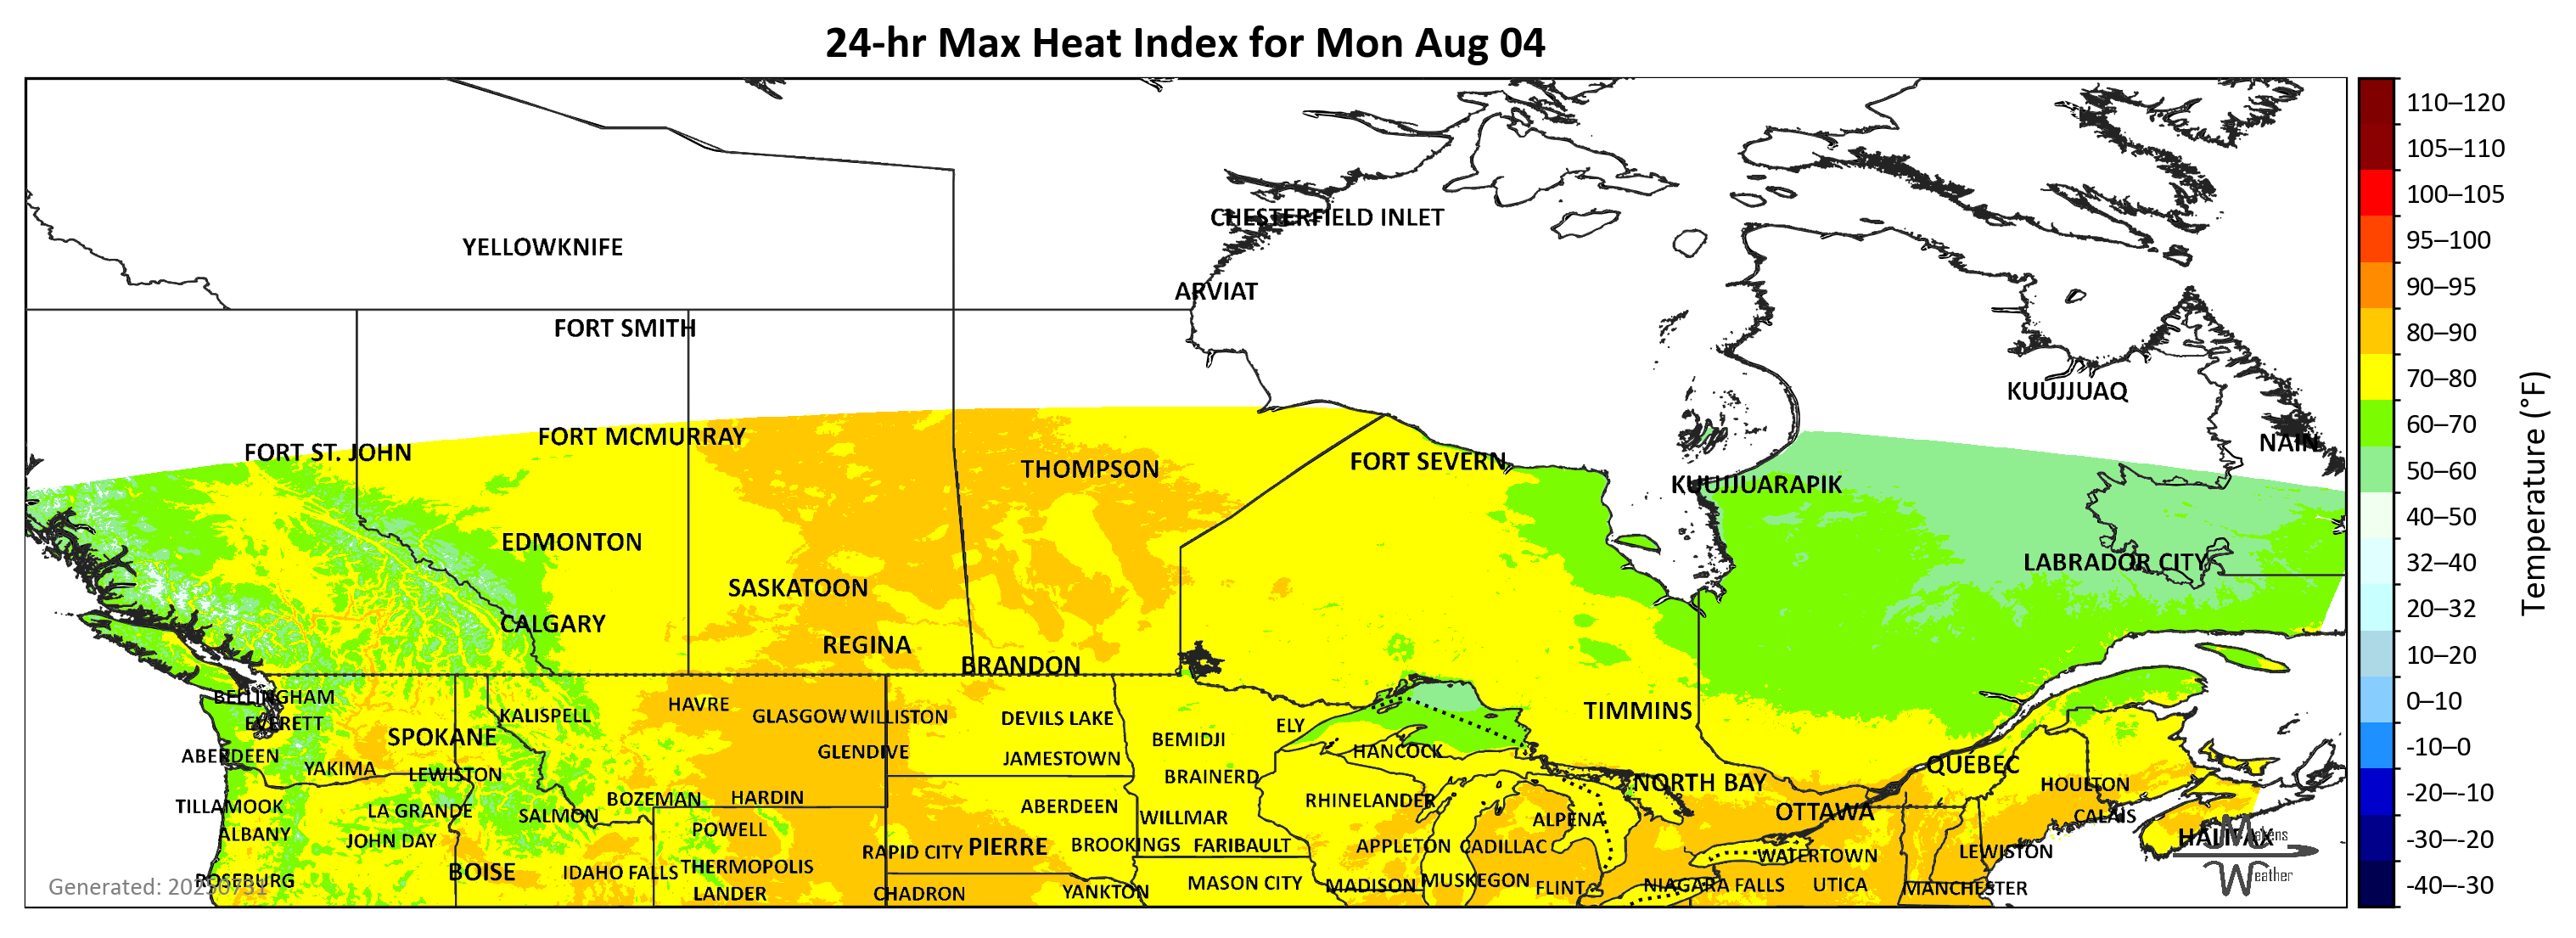 24-hr Max Heat Index for Mon Aug 04
CHESTERFIELD INLET
YELLOWKNIFE
ARVIAT
FORT SMITH
KUUJJUAQ
FORT MCMURRAY
NAIN
FORT ST. JOHN
FORT SEVERN
THOMPSON
KUUJJUARAPIK
EDMONTON
LABRADOR CITY
SASKATOON
CALGARY
REGINA
BRANDON
BELLINGHAM
HAVRE
TIMMINS
KALISPELL
GLASGOW
WILLISTON
DEVILS LAKE
EVERETT
ELY
SPOKANE
BEMIDJI
HANCOCK
GLENDIVE
ABERDEEN
JAMESTOWN
QUÉBEC
YAKIMA
LEWISTON
BRAINERD
NORTH BAY
HOULTON
BOZEMAN
HARDIN
RHINELANDER
TILLAMOOK
LA GRANDE
SALMON
ABERDEEN
WILLMAR
ALPENA
OTTAWA
CALAIS
ALBANY
JOHN DAY
POWELL
HALIFAX
Makens
Weather
RAPID CITY
PIERRE
BROOKINGS
FARIBAULT
APPLETON
CADILLAC
WATERTOWN
LEWISTON
BOISE
IDAHO FALLS
THERMOPOLIS
ROSEBURG
Generated: 20250731
LANDER
CHADRON
YANKTON
MASON CITY
MADISON
MUSKEGON
FLINT
NIAGARA FALLS
UTICA
MANCHESTER
110–120
105–110
100–105
95–100
90–95
80–90
70–80
60–70
50–60
40–50
32–40
20–32
10–20
0–10
-10–0
-20–-10
-30–-20
-40–-30
Temperature (°F)